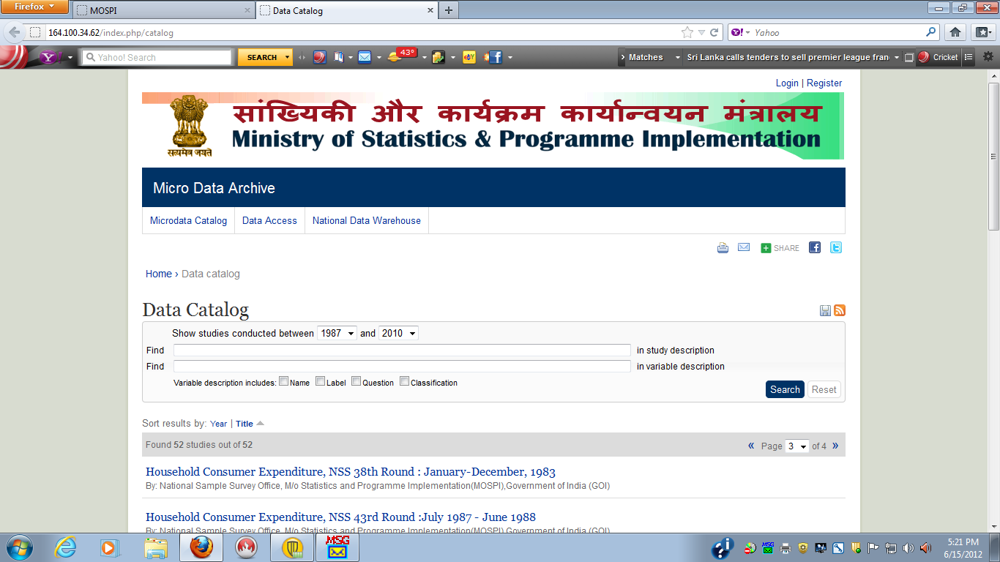 Firefox
MOSPI
Data Catalog
164.100.34.62/index.php/catalog
Yahoo
Yahoo! Search
SEARCH
43°
Matches
Sri Lanka calls tenders to sell premier league fran
Cricket
Login | Register
सांख्यिकी और कार्यक्रम कार्यान्वयन मंत्रालय
Ministry of Statistics & Programme Implementation
सत्यमेव जयते
Micro Data Archive
Microdata Catalog
Data Access
National Data Warehouse
SHARE
Home › Data catalog
Data Catalog
Show studies conducted between 1987 and 2010
Find in study description
Find in variable description
Variable description includes: Name Label Question Classification
Search Reset
Sort results by: Year | Title
Found 52 studies out of 52
« Page 3 of 4 »
Household Consumer Expenditure, NSS 38th Round : January-December, 1983
By: National Sample Survey Office, M/o Statistics and Programme Implementation(MOSPI),Government of India (GOI)
Household Consumer Expenditure, NSS 43rd Round :July 1987 - June 1988
By: National Sample Survey Office, M/o Statistics and Programme Implementation(MOSPI),Government of India (GOI)
MSG
MSG
5:21 PM
6/15/2012